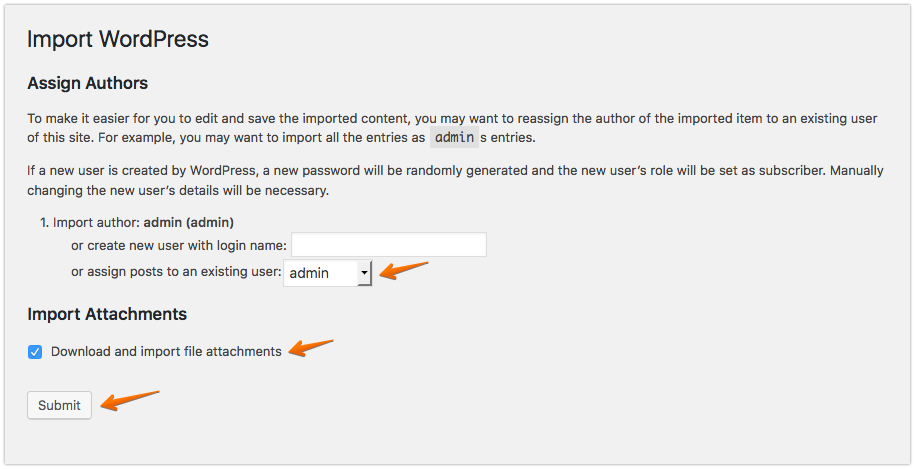 Import WordPress
Assign Authors
To make it easier for you to edit and save the imported content, you may want to reassign the author of the imported item to an existing user
of this site. For example, you may want to import all the entries as admin s entries.
If a new user is created by WordPress, a new password will be randomly generated and the new user’s role will be set as subscriber. Manually
changing the new user’s details will be necessary.
1. Import author: admin (admin)
or create new user with login name:
or assign posts to an existing user: admin
Import Attachments
Download and import file attachments
Submit